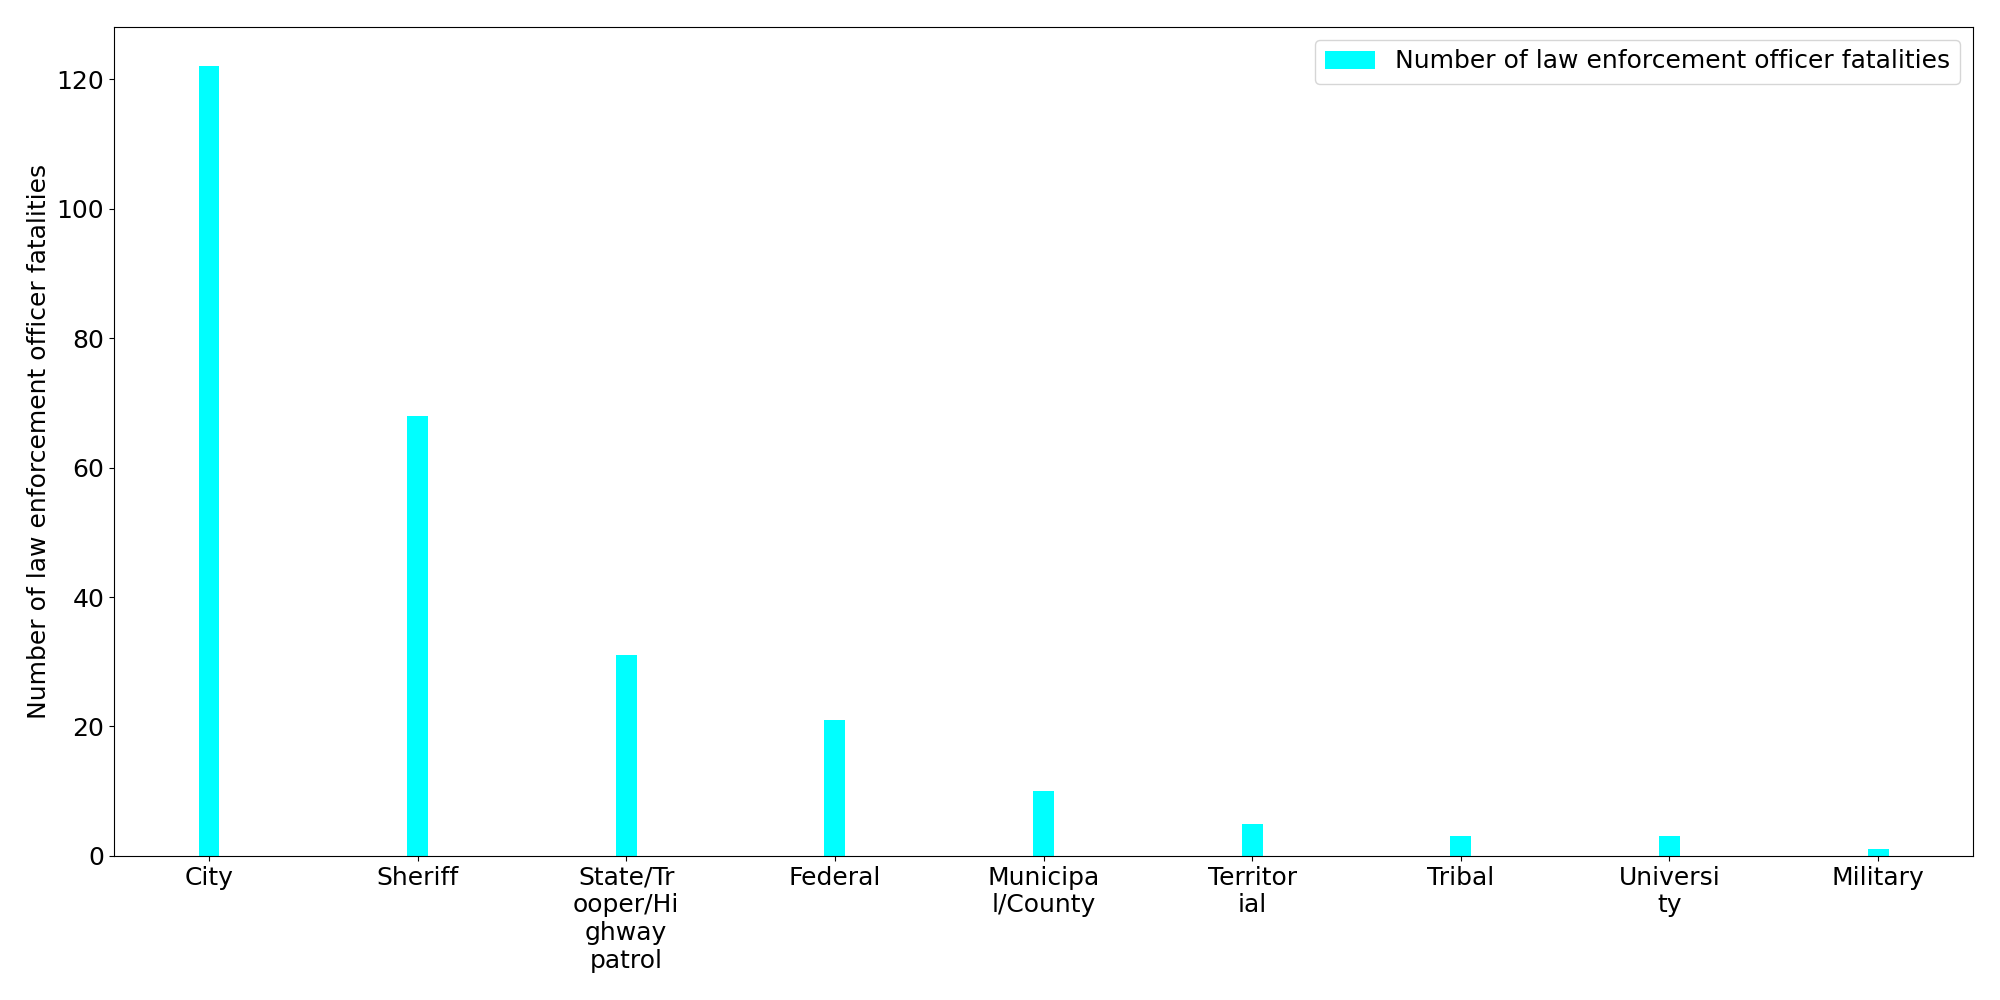 Number of law enforcement officer fatalities
Number of law enforcement officer fatalities
120
100
80
60
40
20
0
City
Sheriff
State/Tr
ooper/Hi
ghway
patrol
Federal
Municipa
l/County
Territor
ial
Tribal
Universi
ty
Military